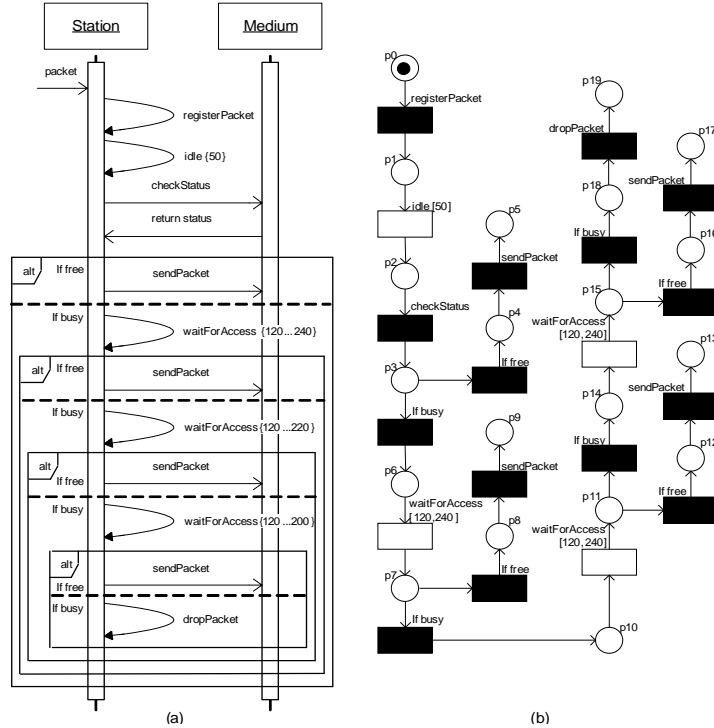 Station
Medium
packet
registerPacket
idle {50}
checkStatus
return status
alt
If free
sendPacket
If busy
waitForAccess {120...240}
alt
If free
sendPacket
If busy
waitForAccess{120...220}
alt
sendPacket
If free
If busy
waitForAccess{120...200}
alt
sendPacket
If free
If busy
dropPacket
(a)
p0
registerPacket
p1
idle [50]
p2
checkStatus
p3
If busy
p6
waitForAccess
[120,240 ]
p7
If busy
p5
sendPacket
p4
If free
p9
sendPacket
p8
If free
p10
p19
dropPacket
p18
If busy
p15
waitForAccess
[120,240]
p14
If busy
p11
waitForAccess
[120,240]
p17
sendPacket
p16
If free
p13
sendPacket
p12
If free
(b)